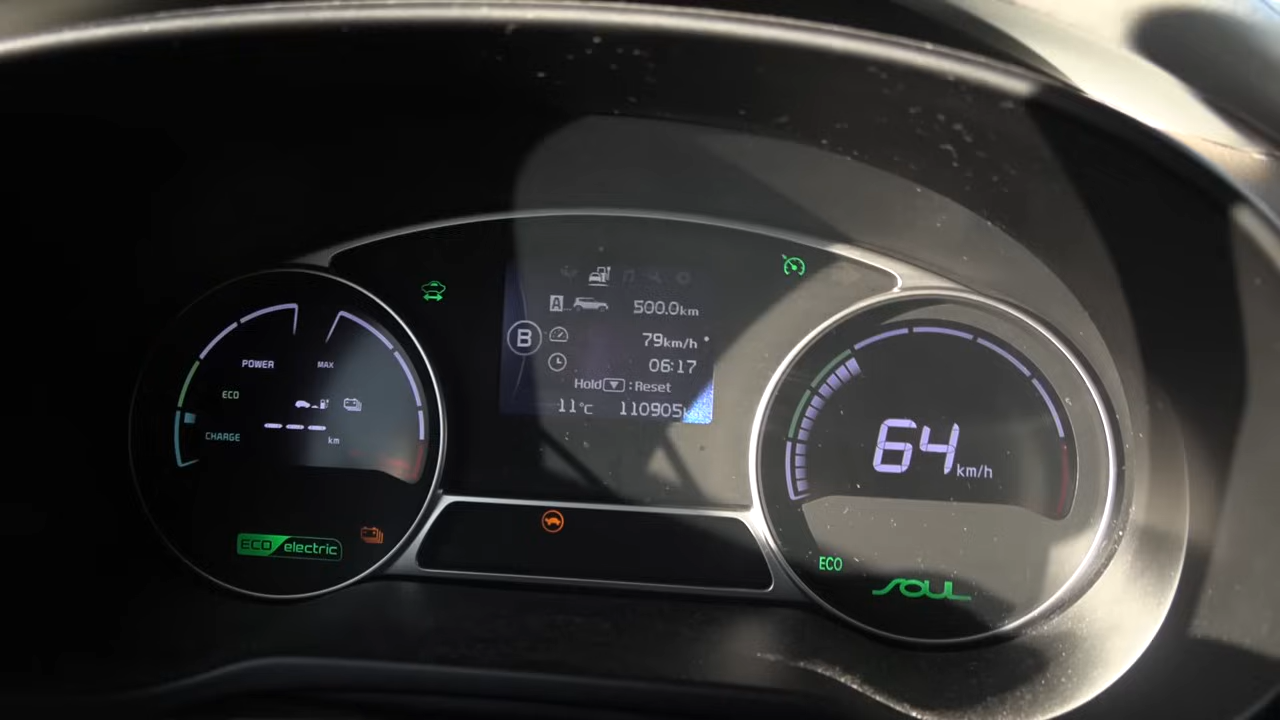 A 500.0km
B 79km/h
06:17
Hold ▼ : Reset
11°C 110905
POWER MAX
ECO
CHARGE
--- km
ECO electric
64 km/h
ECO
SOUL